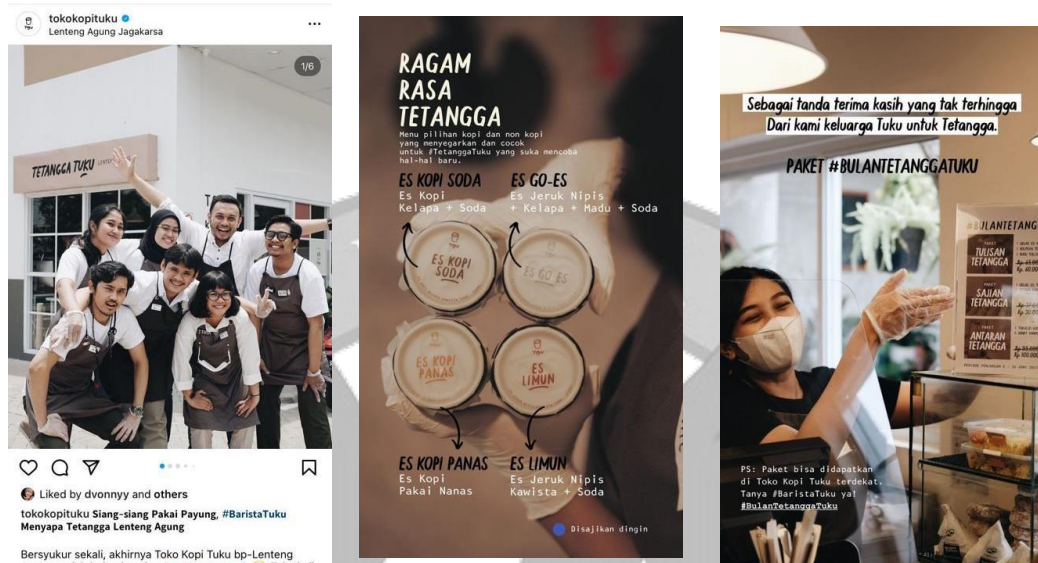 tokokopituku
Lenteng Agung Jagakarsa
1/6
TETANGGA TUKU
Liked by dvonnyy and others
tokokopituku Siang-siang Pakai Payung, #BaristaTuku
Menyapa Tetangga Lenteng Agung
Bersyukur sekali, akhirnya Toko Kopi Tuku bp-Lenteng
RAGAM
RASA
TETANGGA
Menu pilihan kopi dan non kopi
yang menyegarkan dan cocok
untuk #TetanggaTuku yang suka mencoba
hal-hal baru.
ES KOPI SODA
Es Kopi
Kelapa + Soda
ES GO-ES
Es Jeruk Nipis
+ Kelapa + Madu + Soda
ES KOPI
SODA
ES GO-ES
ES KOPI
PANAS
ES
LIMUN
ES KOPI PANAS
Es Kopi
Pakai Nanas
ES LIMUN
Es Jeruk Nipis
Kawista + Soda
Disajikan dingin
Sebagai tanda terima kasih yang tak terhingga
Dari kami keluarga Tuku untuk Tetangga.
PAKET #BULANTETANGGATUKU
#BULANTETANG
PAKET
TULISAN
TETANGGA
PAKET
SAJIAN
TETANGGA
PAKET
ANTARAN
TETANGGA
Rp 100.000
PS: Paket bisa didapatkan
di Toko Kopi Tuku terdekat.
Tanya #BaristaTuku ya!
#BulanTetanggaTuku